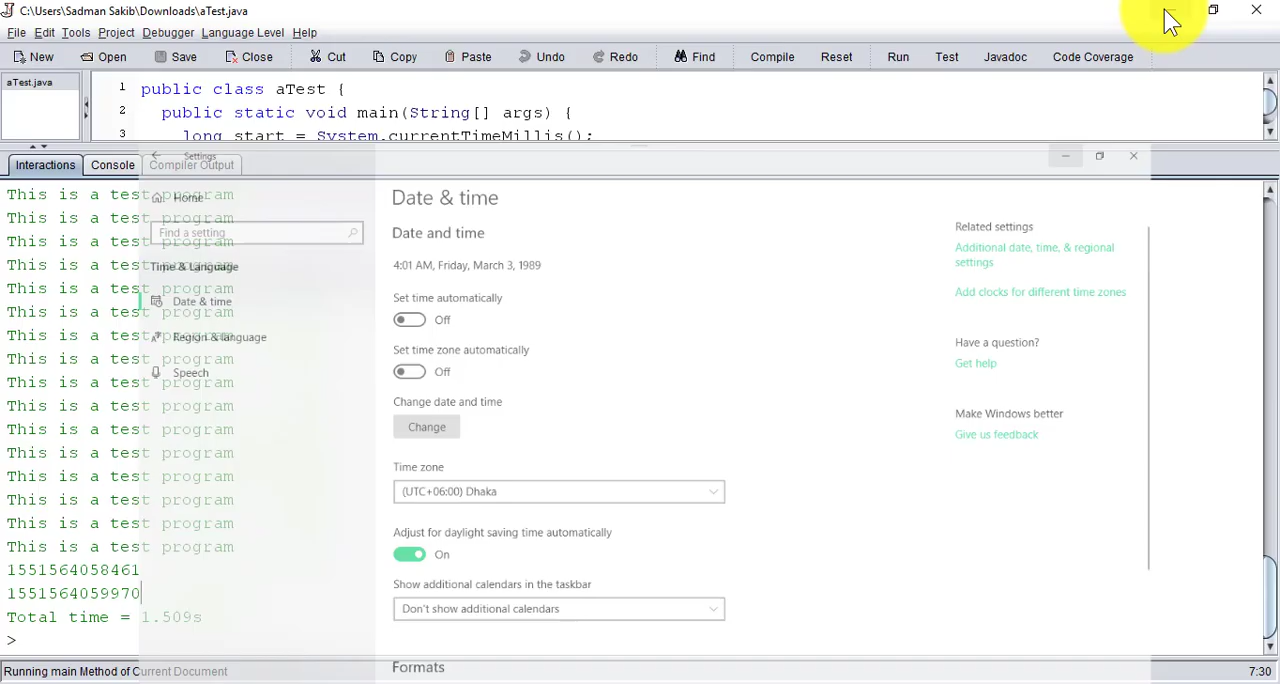 C:\Users\Sadman Sakib\Downloads\aTest.java
File Edit Tools Project Debugger Language Level Help
New Open Save Close Cut Copy Paste Undo Redo Find Compile Reset Run Test Javadoc Code Coverage
aTest.java
1 public class aTest {
2 public static void main(String[] args) {
3 long start = System.currentTimeMillis();
Interactions Console Compiler Output
Settings
This is a test program
Home
Date & time
This is a test program
Find a setting
Date and time
Related settings
This is a test program
Additional date, time, & regional
settings
This is a test program
Time & Language
4:01 AM, Friday, March 3, 1989
This is a test program
Date & time
Set time automatically
Add clocks for different time zones
This is a test program
Off
This is a test program
Region & language
Set time zone automatically
Have a question?
This is a test program
Speech
Off
Get help
This is a test program
Change date and time
This is a test program
Change
Make Windows better
Give us feedback
This is a test program
This is a test program
Time zone
This is a test program
(UTC+06:00) Dhaka
This is a test program
This is a test program
Adjust for daylight saving time automatically
This is a test program
On
1551564058461
Show additional calendars in the taskbar
1551564059970
Don't show additional calendars
Total time = 1.509s
>
Formats
Running main Method of Current Document
7:30